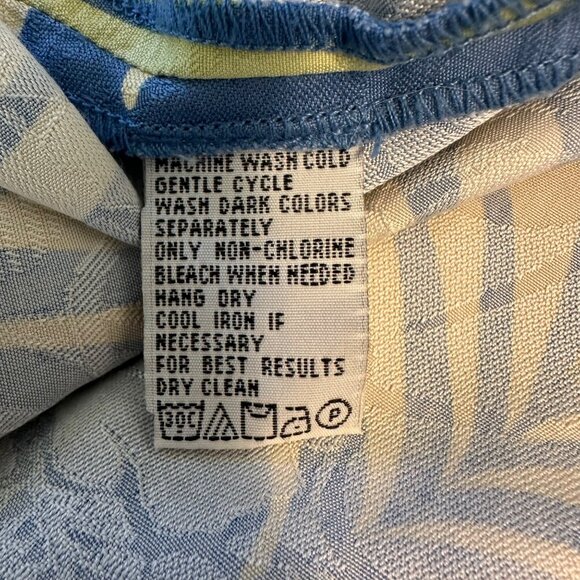 MACHINE WASH COLD
GENTLE CYCLE
WASH DARK COLORS
SEPARATELY
ONLY NON-CHLORINE
BLEACH WHEN NEEDED
HANG DRY
COOL IRON IF
NECESSARY
FOR BEST RESULTS
DRY CLEAN
30C P